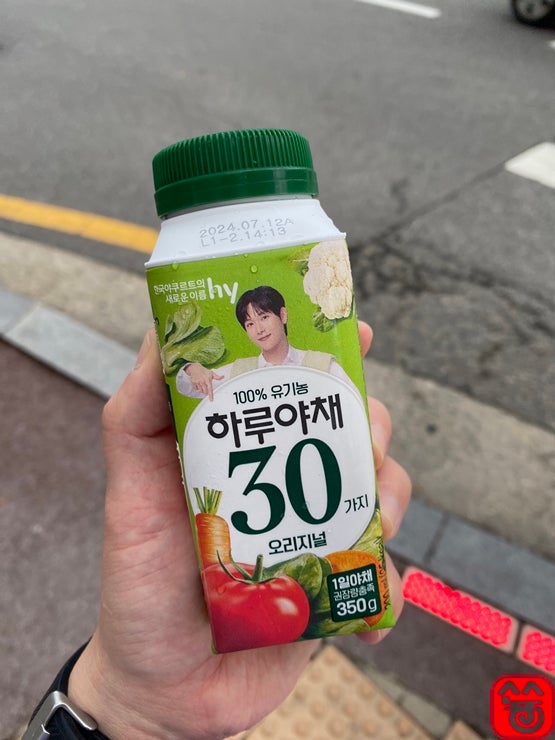 2024.07.12A
L1-2.14:13
한국야쿠르트의
새로운 이름 hy
100% 유기농
하루야채
30 가지
오리지널
1일야채
권장량충족
350g